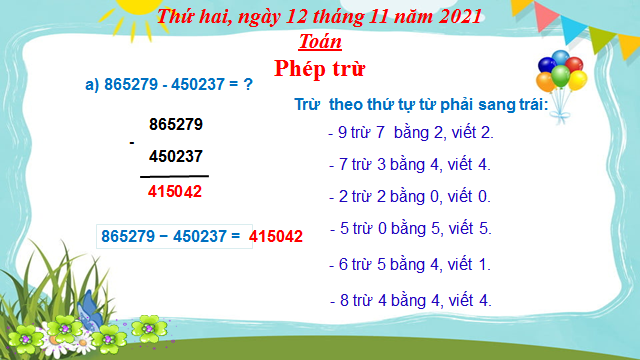 Thứ hai, ngày 12 tháng 11 năm 2021
Toán
Phép trừ
a) 865279 - 450237 = ?
865279
-
450237
415042
865279 − 450237 = 415042
Trừ theo thứ tự từ phải sang trái:
- 9 trừ 7 bằng 2, viết 2.
- 7 trừ 3 bằng 4, viết 4.
- 2 trừ 2 bằng 0, viết 0.
- 5 trừ 0 bằng 5, viết 5.
- 6 trừ 5 bằng 4, viết 1.
- 8 trừ 4 bằng 4, viết 4.